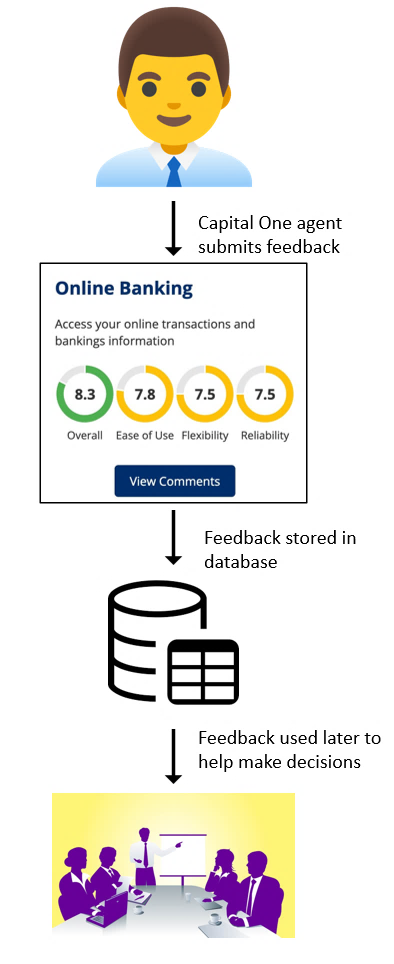 Capital One agent
submits feedback
Online Banking
Access your online transactions and
bankings information
8.3 7.8 7.5 7.5
Overall Ease of Use Flexibility Reliability
View Comments
Feedback stored in
database
Feedback used later to
help make decisions